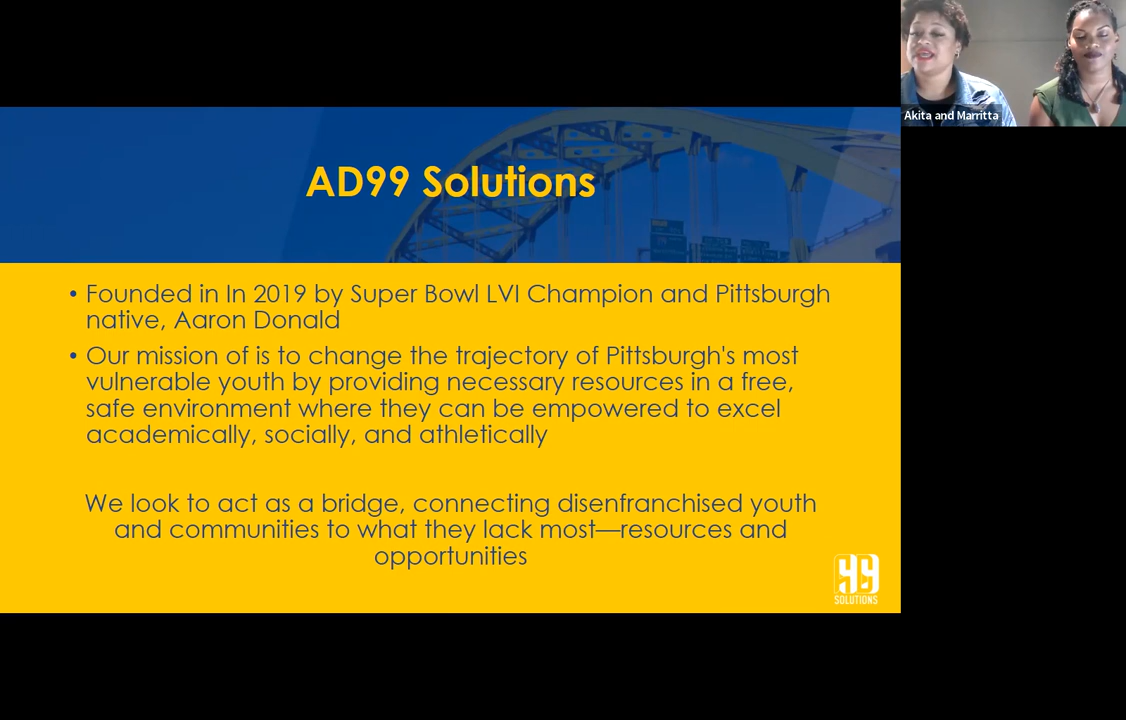 Akita and Marritta
AD99 Solutions
• Founded in In 2019 by Super Bowl LVI Champion and Pittsburgh
native, Aaron Donald
• Our mission of is to change the trajectory of Pittsburgh's most
vulnerable youth by providing necessary resources in a free,
safe environment where they can be empowered to excel
academically, socially, and athletically
We look to act as a bridge, connecting disenfranchised youth
and communities to what they lack most—resources and
opportunities
99
SOLUTIONS